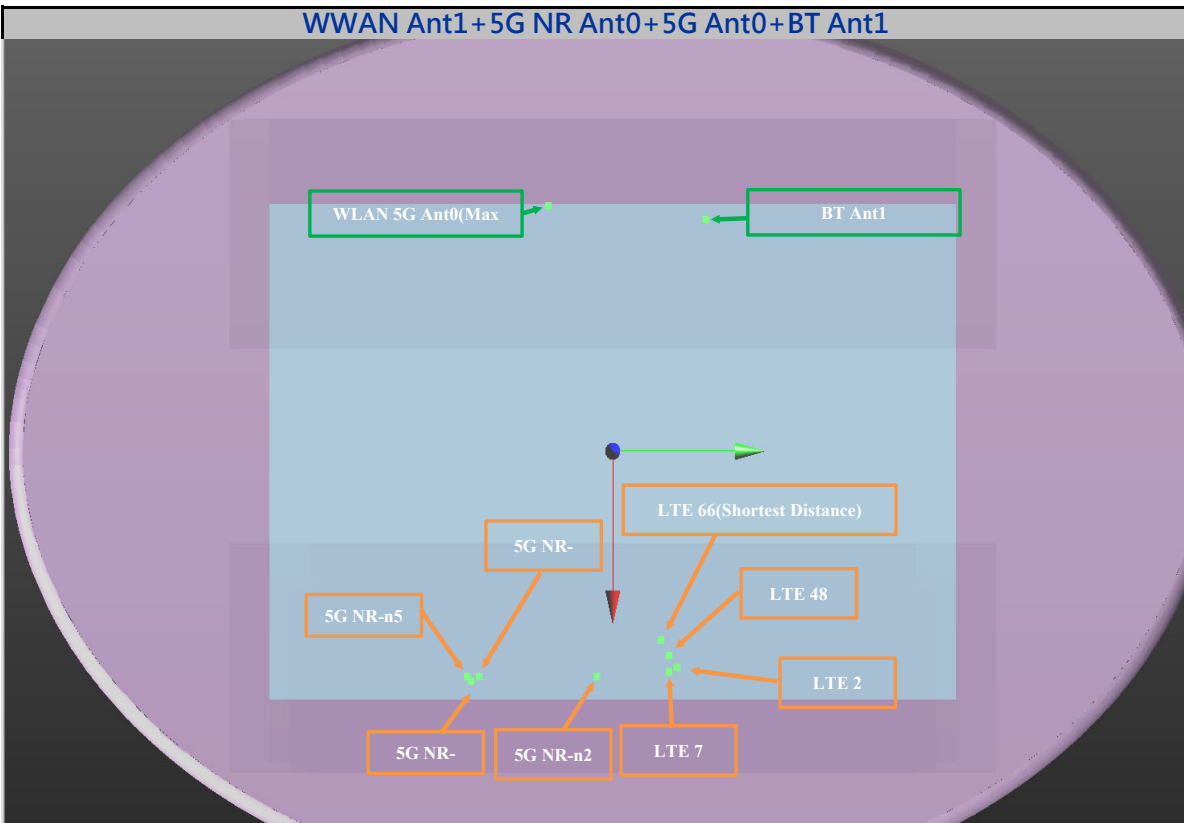 WWAN Ant1+5G NR Ant0+5G Ant0+BT Ant1
WLAN 5G Ant0(Max
BT Ant1
LTE 66(Shortest Distance)
5G NR-
LTE 48
5G NR-n5
LTE 2
5G NR-
5G NR-n2
LTE 7